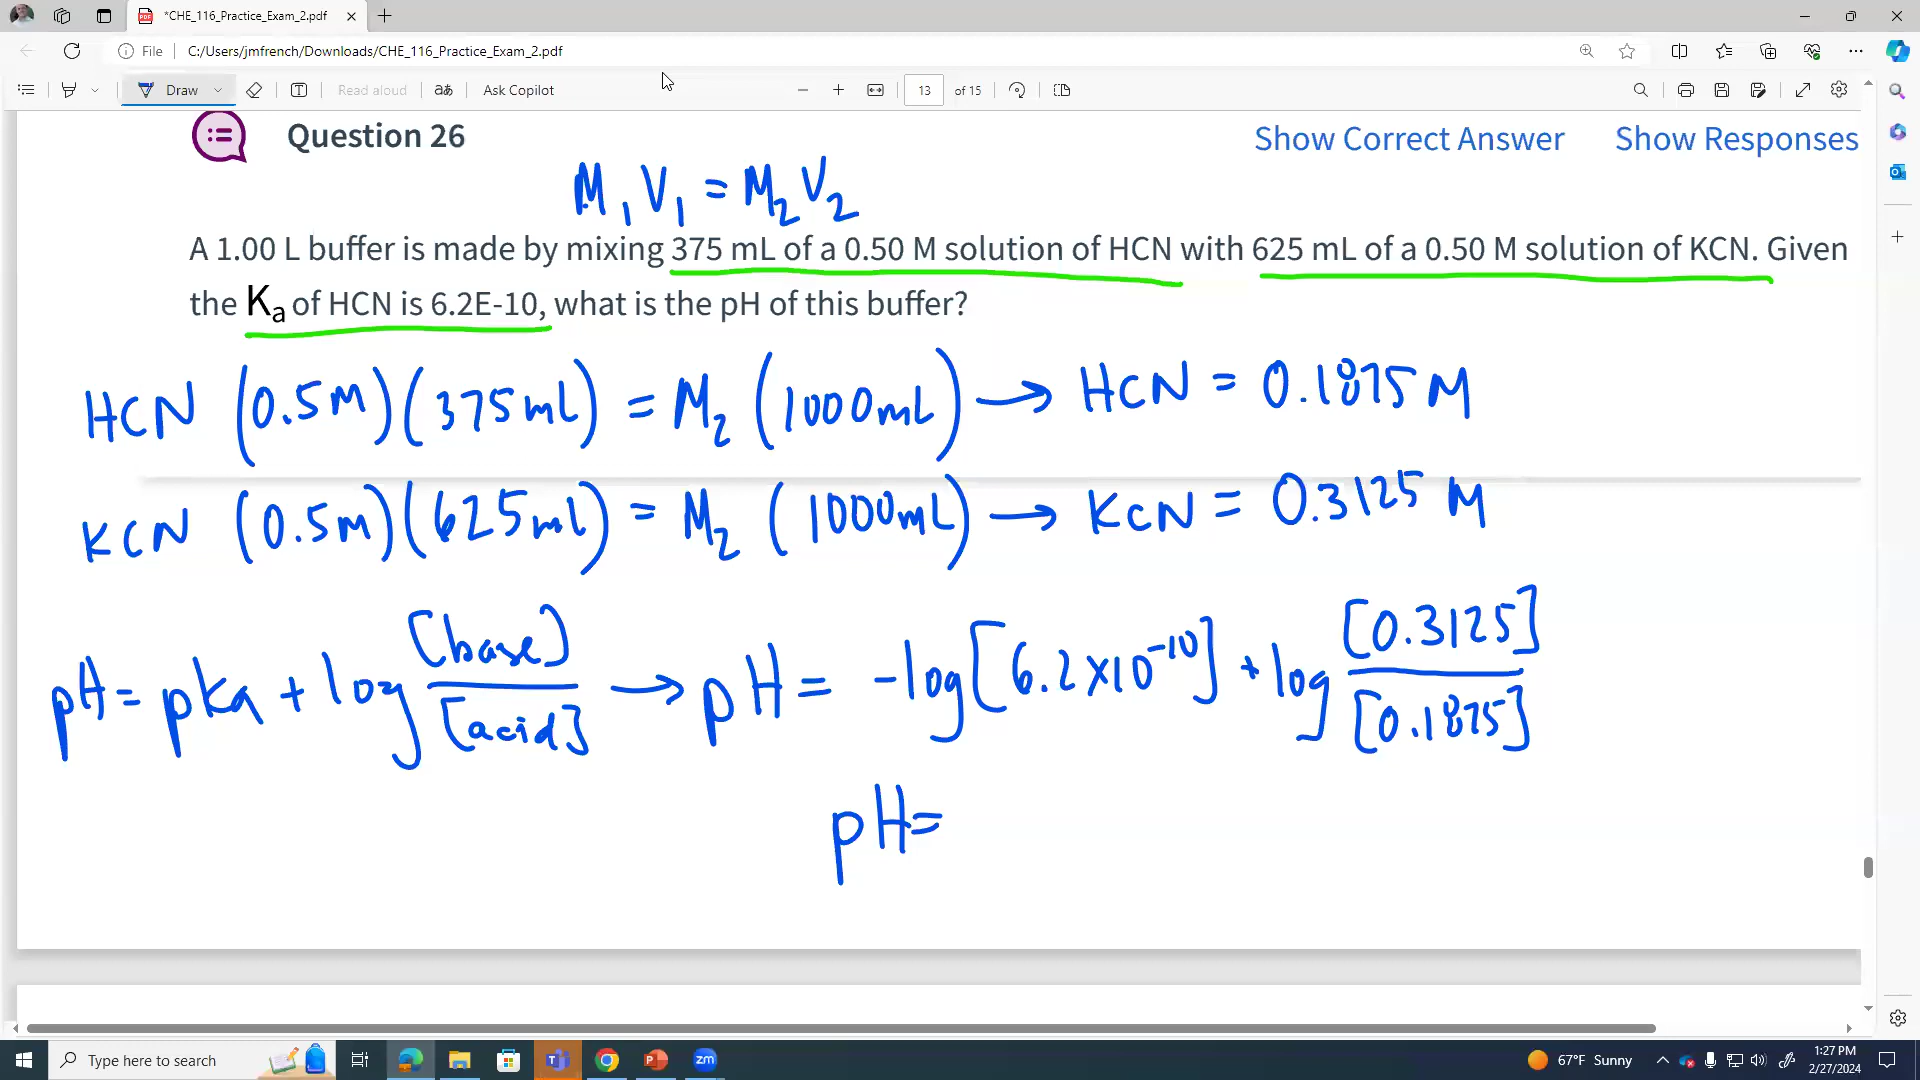 *CHE_116_Practice_Exam_2.pdf
File C:/Users/jmfrench/Downloads/CHE_116_Practice_Exam_2.pdf
Draw Read aloud aあ Ask Copilot 13 of 15
Question 26 Show Correct Answer Show Responses
M₁V₁ = M₂V₂
A 1.00 L buffer is made by mixing 375 mL of a 0.50 M solution of HCN with 625 mL of a 0.50 M solution of KCN. Given
the Kₐ of HCN is 6.2E-10, what is the pH of this buffer?
HCN (0.5M)(375mL) = M₂ (1000mL) → HCN = 0.1875 M
KCN (0.5M)(625mL) = M₂ (1000mL) → KCN = 0.3125 M
pH = pKa + log [base]/[acid] → pH = -log[6.2×10⁻¹⁰] + log [0.3125]/[0.1875]
pH=
Type here to search 67°F Sunny 1:27 PM
2/27/2024
zm